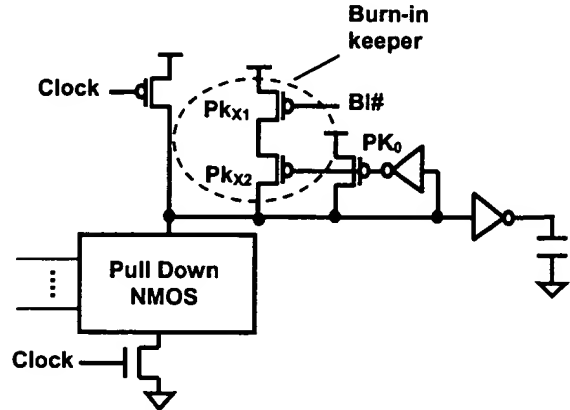 Burn-in
keeper
Clock
PkX1
BI#
PK0
PkX2
Pull Down
NMOS
Clock